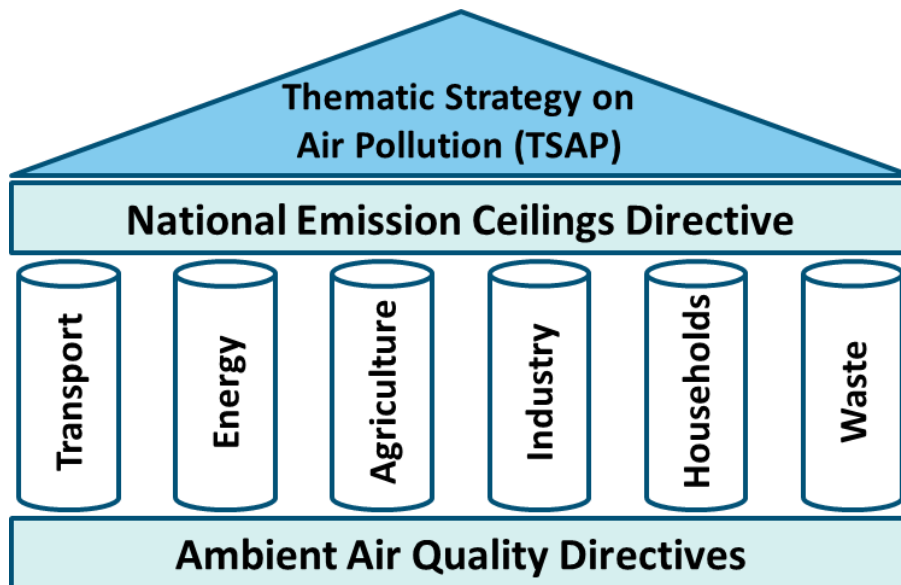 Thematic Strategy on
Air Pollution (TSAP)
National Emission Ceilings Directive
Transport
Energy
Agriculture
Industry
Households
Waste
Ambient Air Quality Directives